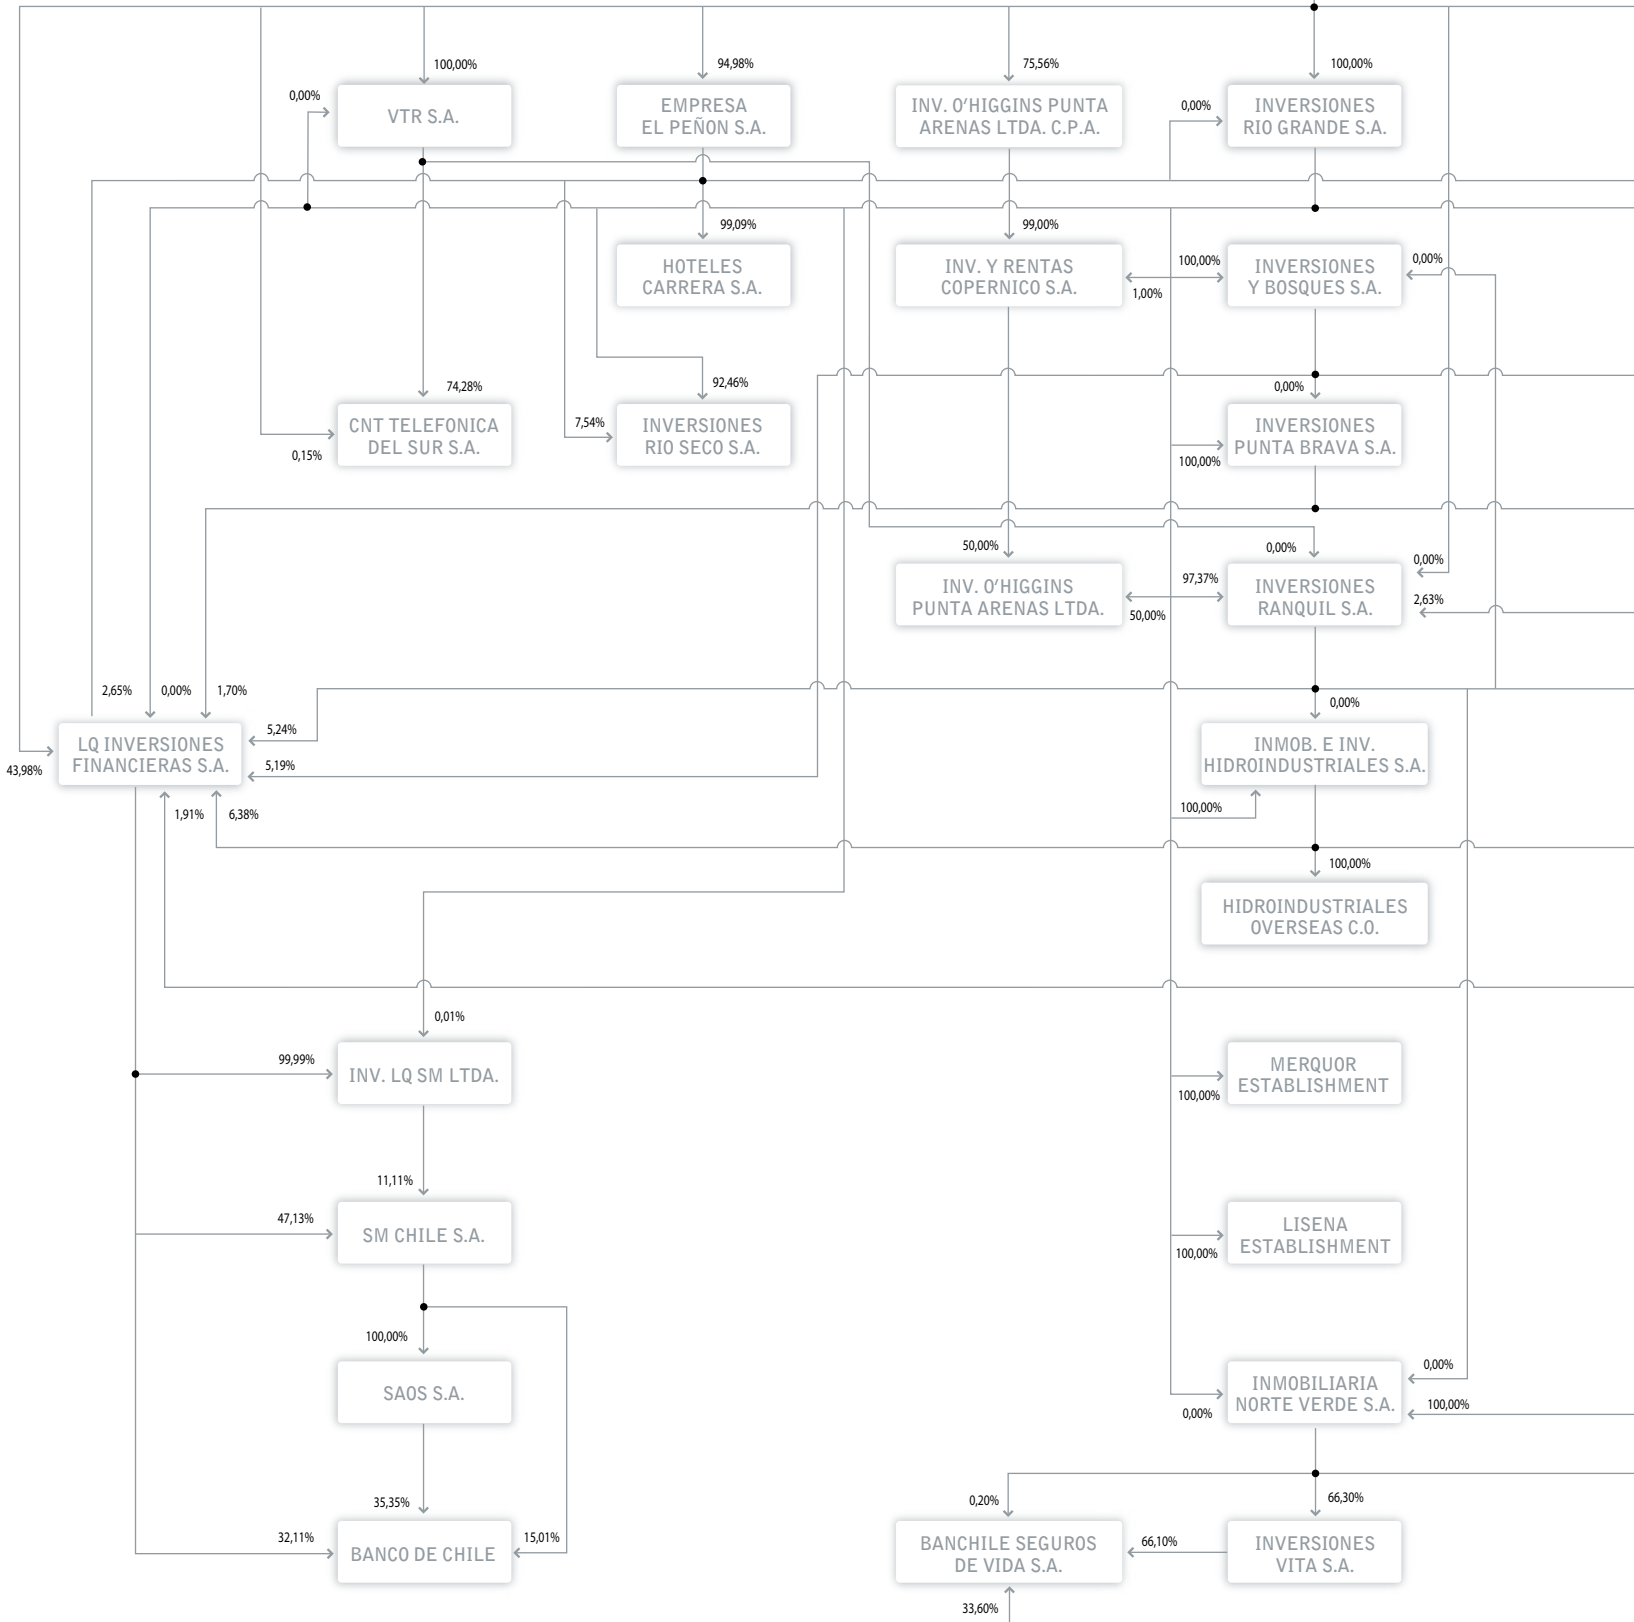 100,00%
94,98%
75,56%
100,00%
0,00%
0,00%
VTR S.A.
EMPRESA
EL PEÑON S.A.
INV. O'HIGGINS PUNTA
ARENAS LTDA. C.P.A.
INVERSIONES
RIO GRANDE S.A.
99,09%
99,00%
HOTELES
CARRERA S.A.
INV. Y RENTAS
COPERNICO S.A.
100,00%
1,00%
INVERSIONES
Y BOSQUES S.A.
0,00%
74,28%
92,46%
0,00%
CNT TELEFONICA
DEL SUR S.A.
0,15%
7,54%
INVERSIONES
RIO SECO S.A.
INVERSIONES
PUNTA BRAVA S.A.
100,00%
50,00%
0,00%
0,00%
INV. O'HIGGINS
PUNTA ARENAS LTDA.
97,37%
50,00%
INVERSIONES
RANQUIL S.A.
2,63%
2,65%
0,00%
1,70%
0,00%
5,24%
LQ INVERSIONES
FINANCIERAS S.A.
43,98%
5,19%
INMOB. E INV.
HIDROINDUSTRIALES S.A.
1,91%
6,38%
100,00%
100,00%
HIDROINDUSTRIALES
OVERSEAS C.O.
0,01%
99,99%
INV. LQ SM LTDA.
MERQUOR
ESTABLISHMENT
100,00%
11,11%
47,13%
SM CHILE S.A.
LISENA
ESTABLISHMENT
100,00%
100,00%
SAOS S.A.
INMOBILIARIA
NORTE VERDE S.A.
0,00%
100,00%
0,00%
35,35%
0,20%
66,30%
32,11%
BANCO DE CHILE
15,01%
BANCHILE SEGUROS
DE VIDA S.A.
66,10%
INVERSIONES
VITA S.A.
33,60%